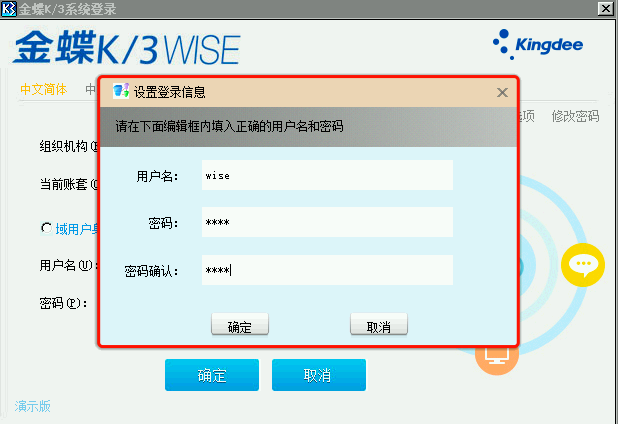 金蝶K/3系统登录
金蝶K/3 WISE
Kingdee
中文简体 中
设置登录信息
请在下面编辑框内填入正确的用户名和密码
项 修改密码
组织机构(
当前账套(
域用户身
用户名(U):
密码(P):
用户名: wise
密码: ****
密码确认: ****
确定 取消
确定 取消
演示版